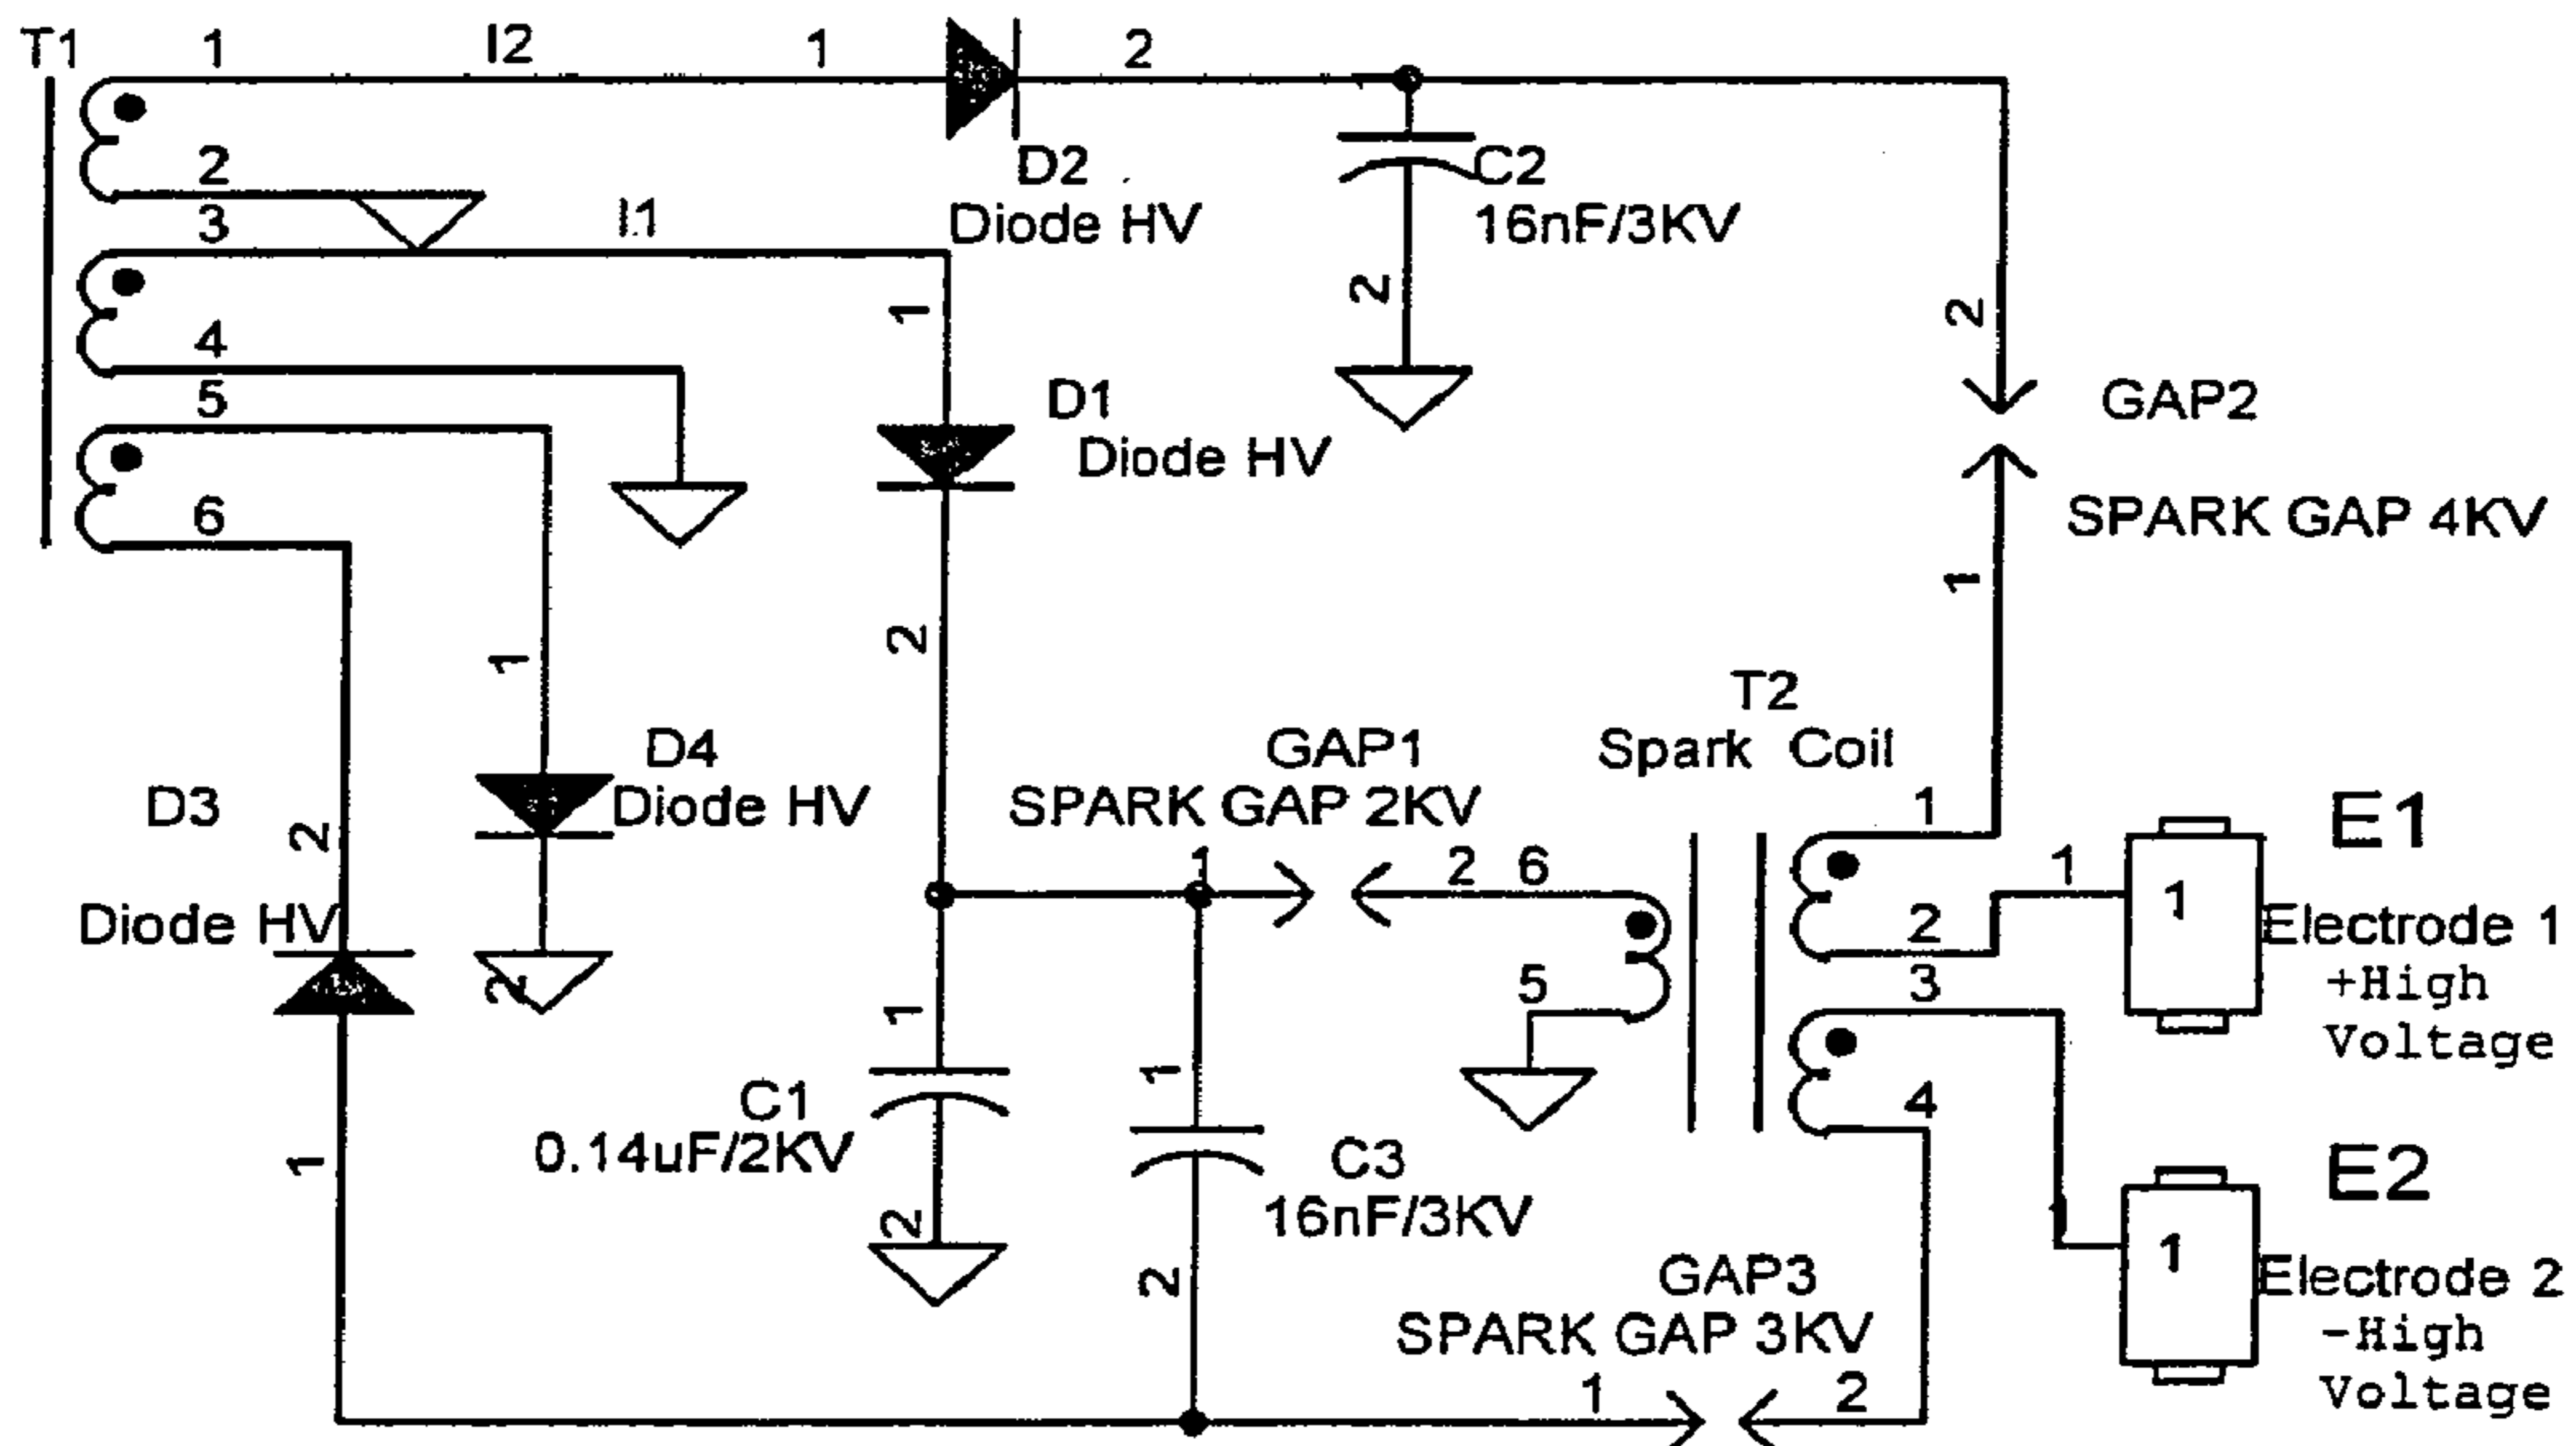 T1 1 I2 1 2
2
D2 C2
3 I1 Diode HV 16nF/3KV
2 2
1
4
5 D1 GAP2
Diode HV
6 SPARK GAP 4KV
1
2
1
T2
D4 GAP1 Spark Coil
D3 Diode HV SPARK GAP 2KV 1 E1
2 1 2 6 1
1
Diode HV 2 Electrode 1
2 5 3 +High
1 Voltage
1
C1 4
0.14uF/2KV C3 E2
1 16nF/3KV
2 1
1
2 GAP3 Electrode 2
SPARK GAP 3KV -High
1 2 Voltage